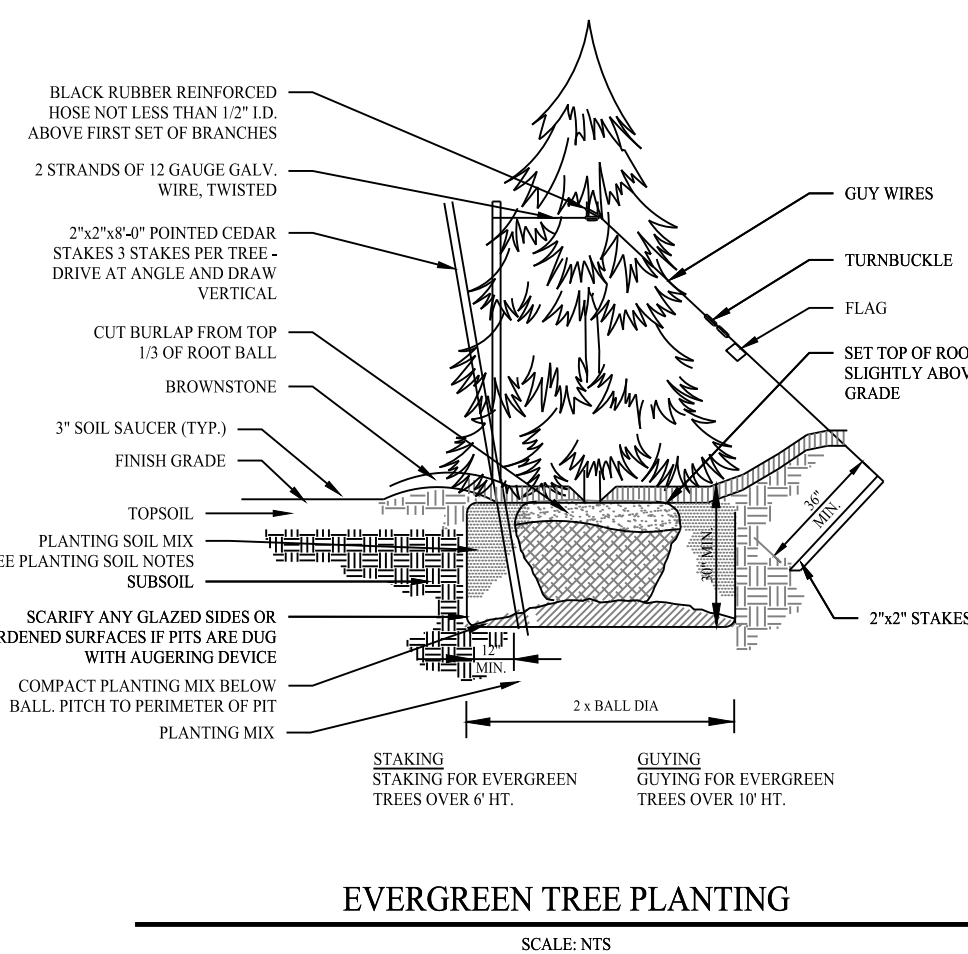 BLACK RUBBER REINFORCED
HOSE NOT LESS THAN 1/2" I.D.
ABOVE FIRST SET OF BRANCHES
2 STRANDS OF 12 GAUGE GALV.
WIRE, TWISTED
2"x2"x8'-0" POINTED CEDAR
STAKES 3 STAKES PER TREE -
DRIVE AT ANGLE AND DRAW
VERTICAL
CUT BURLAP FROM TOP
1/3 OF ROOT BALL
BROWNSTONE
3" SOIL SAUCER (TYP.)
FINISH GRADE
TOPSOIL
PLANTING SOIL MIX
EE PLANTING SOIL NOTES
SUBSOIL
SCARIFY ANY GLAZED SIDES OR
RDENED SURFACES IF PITS ARE DUG
WITH AUGERING DEVICE
COMPACT PLANTING MIX BELOW
BALL. PITCH TO PERIMETER OF PIT
PLANTING MIX
GUY WIRES
TURNBUCKLE
FLAG
SET TOP OF ROO
SLIGHTLY ABOV
GRADE
36"
MIN.
30" MIN.
2"x2" STAKES
12"
MIN.
2 x BALL DIA
STAKING
STAKING FOR EVERGREEN
TREES OVER 6' HT.
GUYING
GUYING FOR EVERGREEN
TREES OVER 10' HT.
EVERGREEN TREE PLANTING
SCALE: NTS